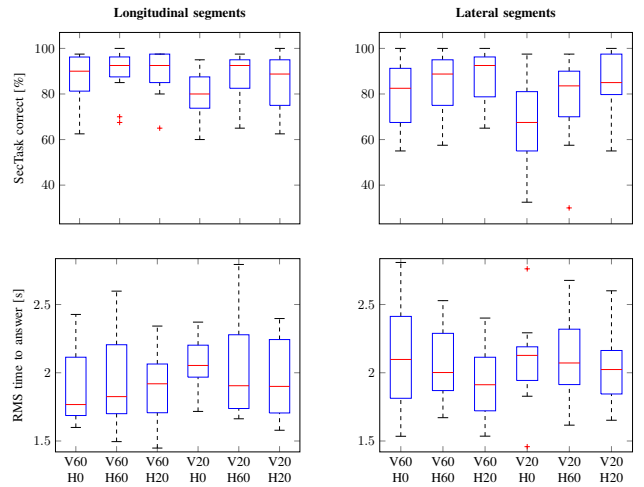 Longitudinal segments
Lateral segments
SecTask correct [%]
100
80
60
40
100
80
60
40
RMS time to answer [s]
2.5
2
1.5
2.5
2
1.5
V60 V60 V60 V20 V20 V20
H0 H60 H20 H0 H60 H20
V60 V60 V60 V20 V20 V20
H0 H60 H20 H0 H60 H20